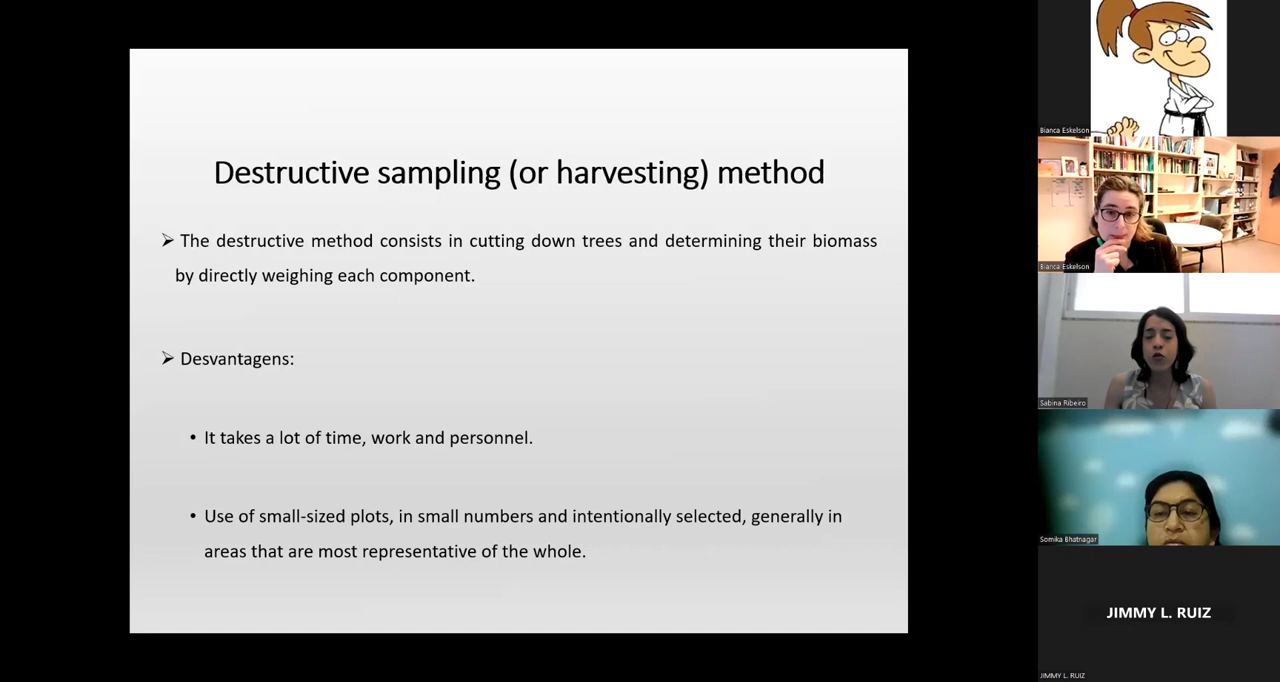 Destructive sampling (or harvesting) method
➢ The destructive method consists in cutting down trees and determining their biomass
by directly weighing each component.
➢ Desvantagens:
• It takes a lot of time, work and personnel.
• Use of small-sized plots, in small numbers and intentionally selected, generally in
areas that are most representative of the whole.
Bianca Eskelson
Bianca Eskelson
Sabina Ribeiro
Somika Bhatnagar
JIMMY L. RUIZ
JIMMY L. RUIZ